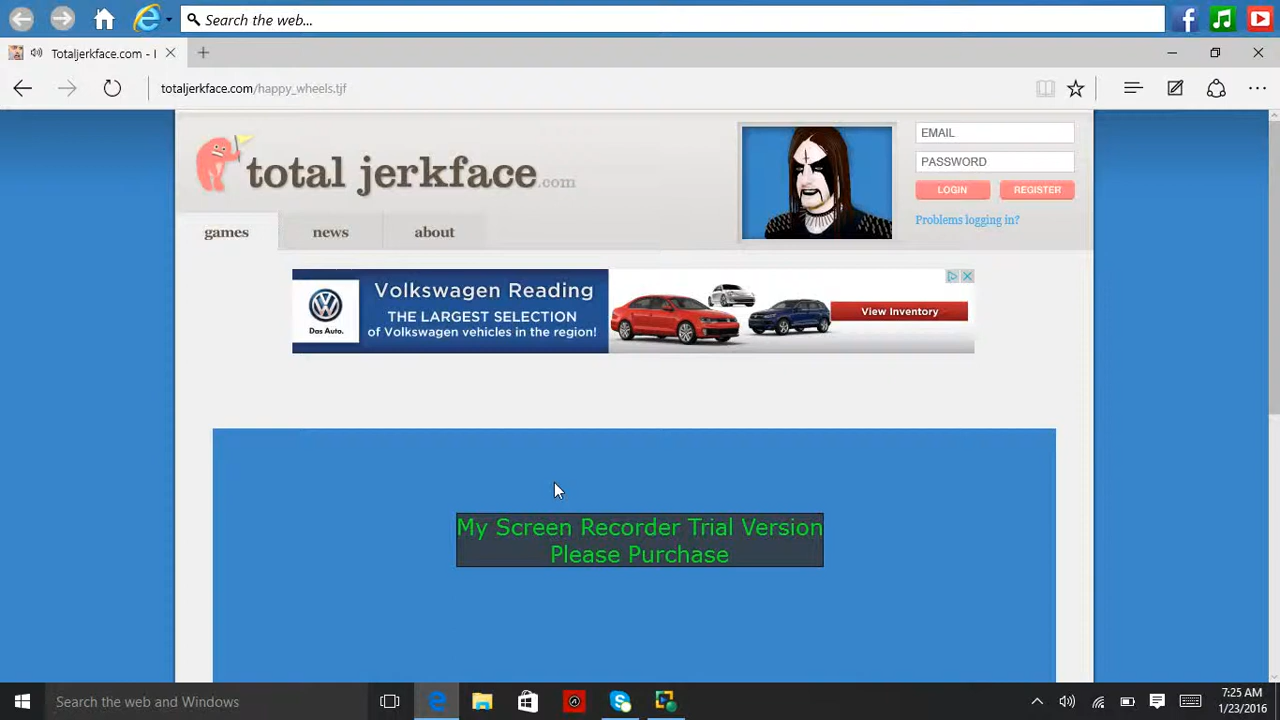 Search the web...
Totaljerkface.com -
totaljerkface.com/happy_wheels.tjf
total jerkface.com
EMAIL
PASSWORD
LOGIN REGISTER
Problems logging in?
games news about
Volkswagen Reading
THE LARGEST SELECTION
of Volkswagen vehicles in the region!
Das Auto.
View Inventory
My Screen Recorder Trial Version
Please Purchase
Search the web and Windows
7:25 AM
1/23/2016